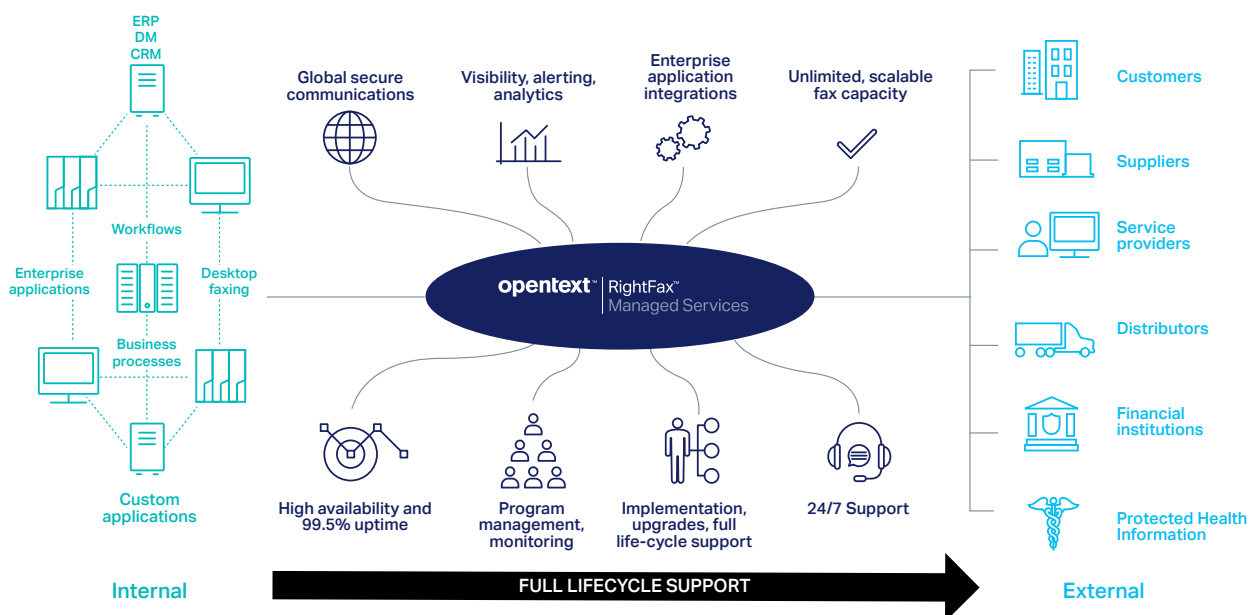 ERP
DM
CRM
Workflows
Enterprise
applications
Desktop
faxing
Business
processes
Custom
applications
Internal
Global secure
communications
Visibility, alerting,
analytics
Enterprise
application
integrations
Unlimited, scalable
fax capacity
opentext™ RightFax™
Managed Services
High availability and
99.5% uptime
Program
management,
monitoring
Implementation,
upgrades, full
life-cycle support
24/7 Support
FULL LIFECYCLE SUPPORT
Customers
Suppliers
Service
providers
Distributors
Financial
institutions
Protected Health
Information
External